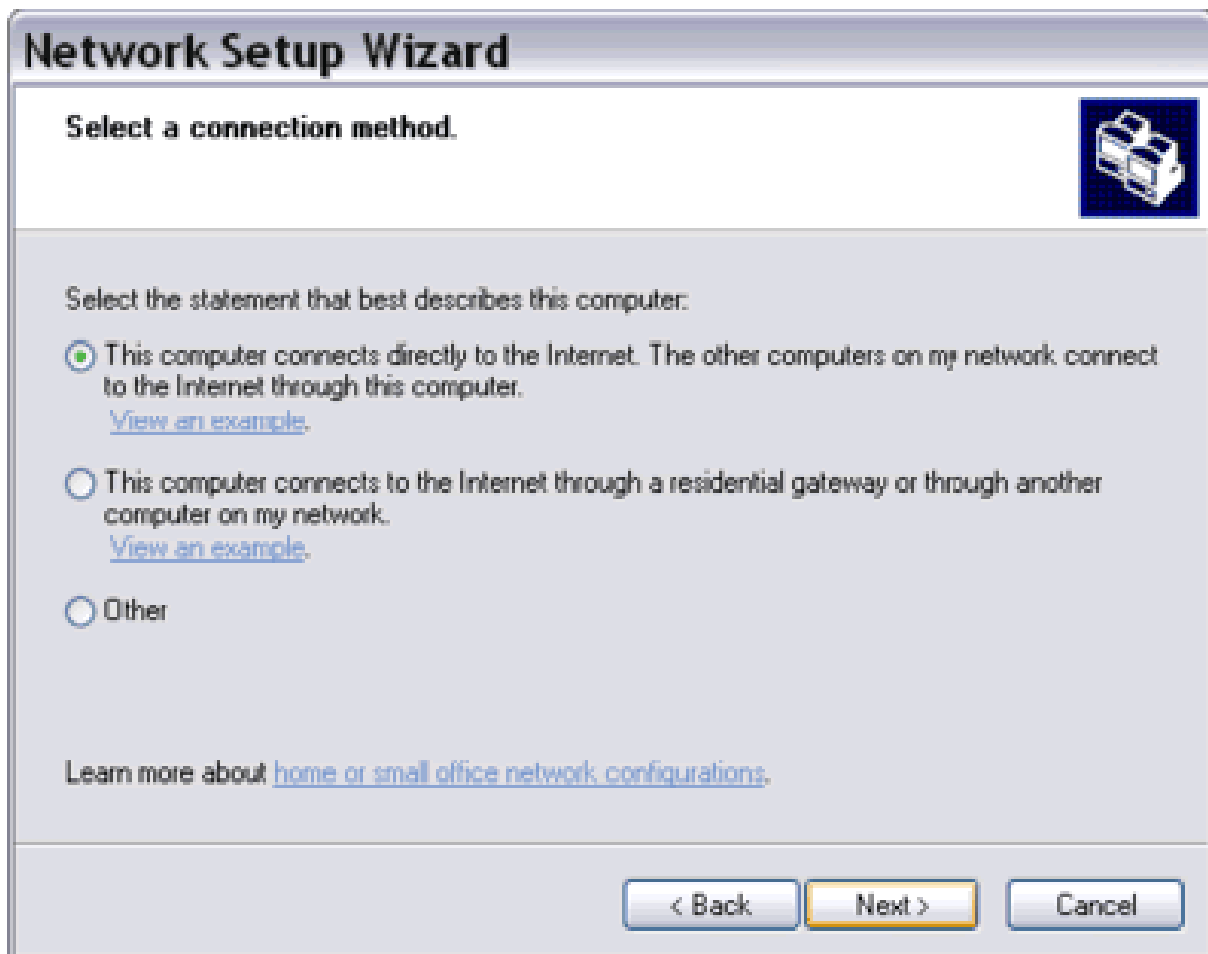 Network Setup Wizard
Select a connection method.
Select the statement that best describes this computer:
This computer connects directly to the Internet. The other computers on my network connect
to the Internet through this computer.
View an example.
This computer connects to the Internet through a residential gateway or through another
computer on my network.
View an example.
Other
Learn more about home or small office network configurations.
< Back
Next >
Cancel